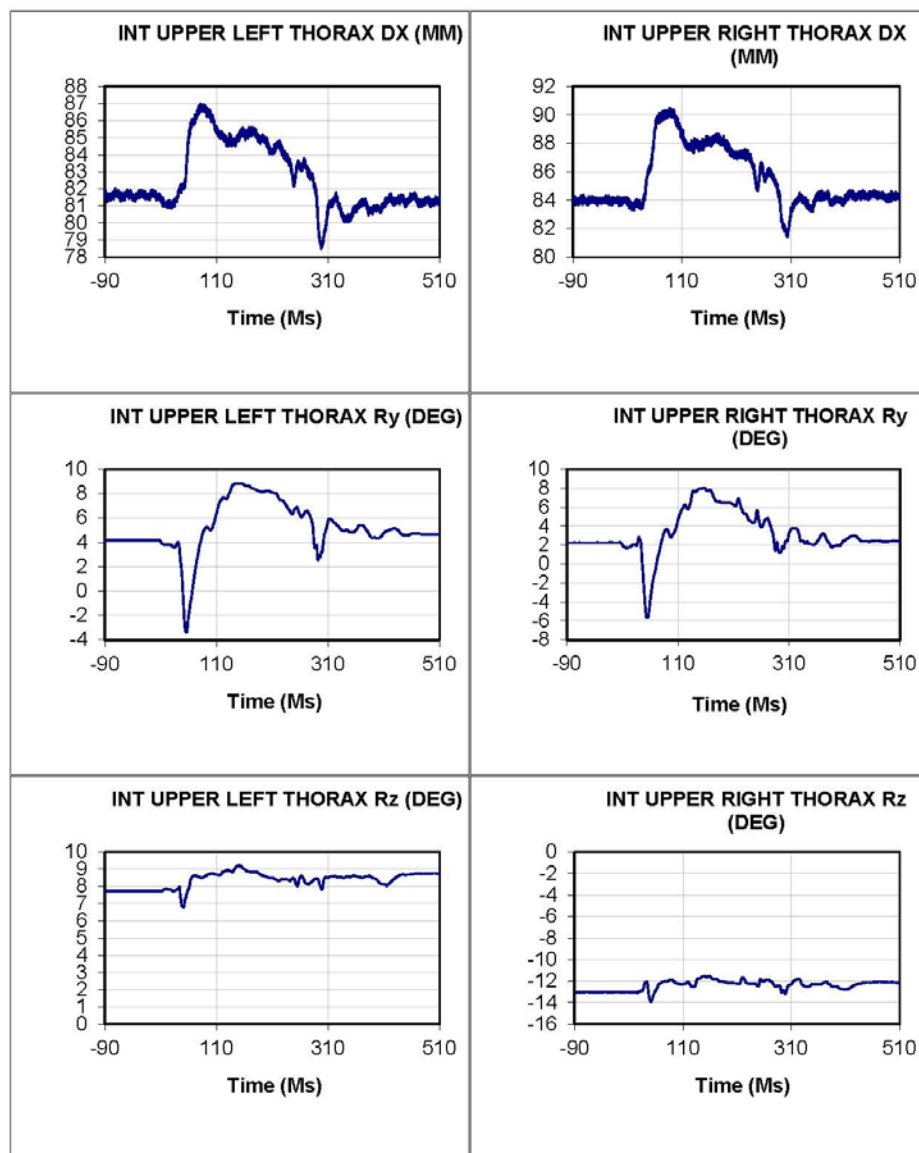 INT UPPER LEFT THORAX DX (MM)
88
87
86
85
84
83
82
81
80
79
78
-90 110 310 510
Time (Ms)
INT UPPER RIGHT THORAX DX
(MM)
92
90
88
86
84
82
80
-90 110 310 510
Time (Ms)
INT UPPER LEFT THORAX Ry (DEG)
10
8
6
4
2
0
-2
-4
-90 110 310 510
Time (Ms)
INT UPPER RIGHT THORAX Ry
(DEG)
10
8
6
4
2
0
-2
-4
-6
-8
-90 110 310 510
Time (Ms)
INT UPPER LEFT THORAX Rz (DEG)
10
9
8
7
6
5
4
3
2
1
0
-90 110 310 510
Time (Ms)
INT UPPER RIGHT THORAX Rz
(DEG)
0
-2
-4
-6
-8
-10
-12
-14
-16
-90 110 310 510
Time (Ms)